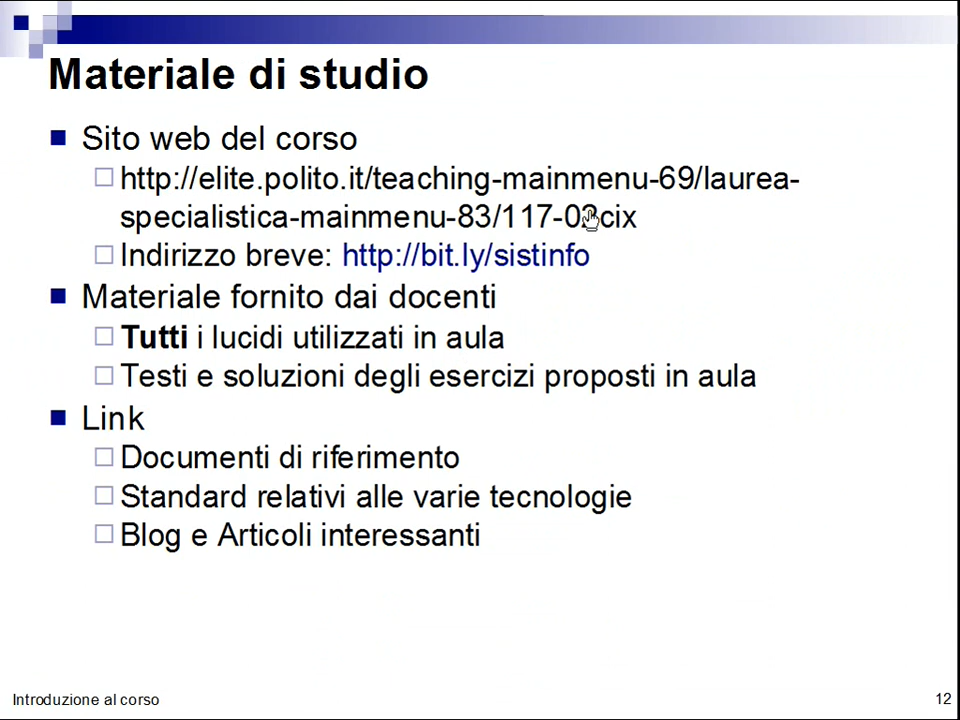 Materiale di studio
Sito web del corso
http://elite.polito.it/teaching-mainmenu-69/laurea-
specialistica-mainmenu-83/117-02cix
Indirizzo breve: http://bit.ly/sistinfo
Materiale fornito dai docenti
Tutti i lucidi utilizzati in aula
Testi e soluzioni degli esercizi proposti in aula
Link
Documenti di riferimento
Standard relativi alle varie tecnologie
Blog e Articoli interessanti
Introduzione al corso
12